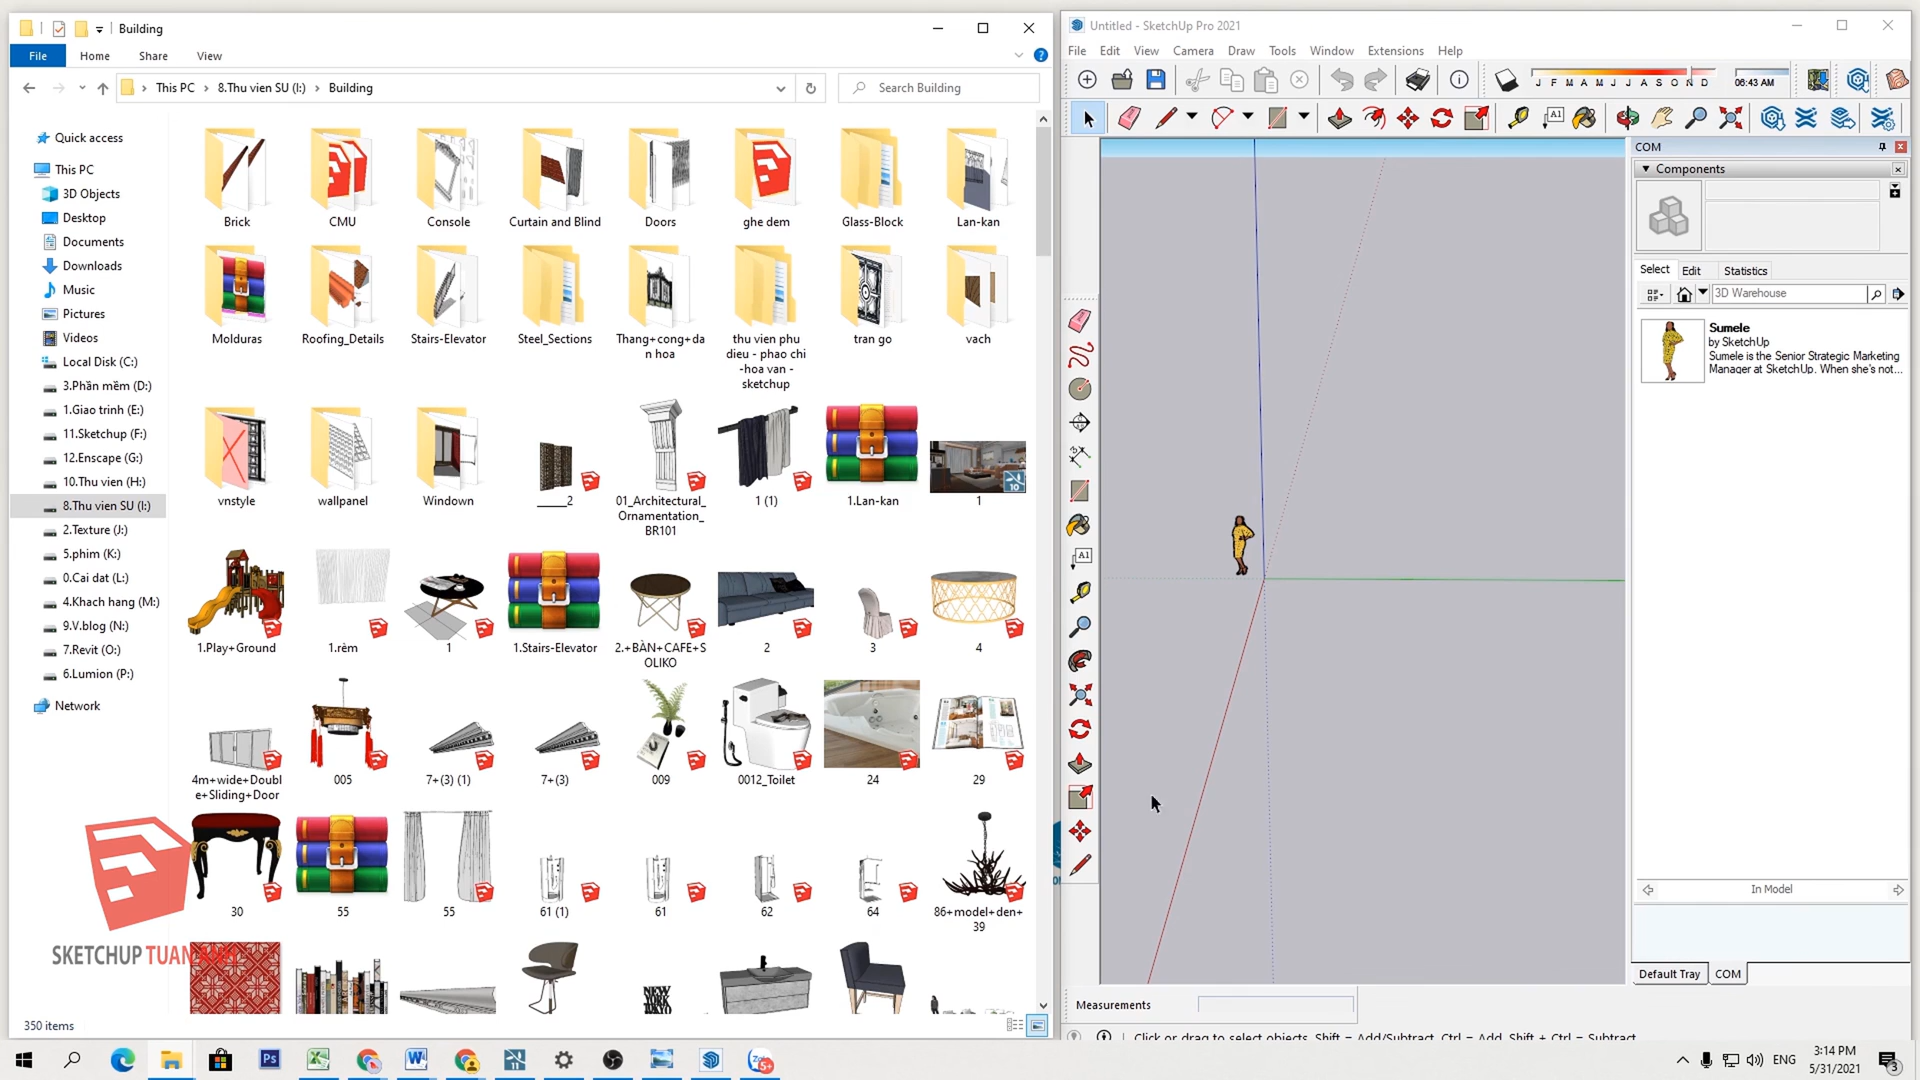 Building
File Home Share View
This PC 8.Thu vien SU (I:) Building
Search Building
Quick access
This PC
3D Objects
Desktop
Documents
Downloads
Music
Pictures
Videos
Local Disk (C:)
3.Phần mềm (D:)
1.Giao trinh (E:)
11.Sketchup (F:)
12.Enscape (G:)
10.Thu vien (H:)
8.Thu vien SU (I:)
2.Texture (J:)
5.phim (K:)
0.Cai dat (L:)
4.Khach hang (M:)
9.V.blog (N:)
7.Revit (O:)
6.Lumion (P:)
Network
Brick CMU Console Curtain and Blind Doors ghe dem Glass-Block Lan-kan
Molduras Roofing_Details Stairs-Elevator Steel_Sections Thang+cong+da
n hoa thu vien phu
dieu - phao chi
-hoa van -
sketchup tran go vach
vnstyle wallpanel Windown ____2 01_Architectural_
Ornamentation_
BR101 1 (1) 1.Lan-kan 1
1.Play+Ground 1.rèm 1 1.Stairs-Elevator 2.+BÀN+CAFE+S
OLIKO 2 3 4
4m+wide+Doubl
e+Sliding+Door 005 7+(3) (1) 7+(3) 009 0012_Toilet 24 29
30 55 55 61 (1) 61 62 64 86+model+den+
39
NEW
YORK
SKETCHUP TUAN
350 items
Untitled - SketchUp Pro 2021
File Edit View Camera Draw Tools Window Extensions Help
J F M A M J J A S O N D
06:43 AM
A1
A1
COM
Components
Select Edit Statistics
3D Warehouse
Sumele
by SketchUp
Sumele is the Senior Strategic Marketing
Manager at SketchUp. When she's not...
In Model
Default Tray COM
Measurements
Click or drag to select objects. Shift = Add/Subtract. Ctrl = Add. Shift + Ctrl = Subtract.
Ps
10
Zalo
5+
ENG
3:14 PM
5/31/2021
3